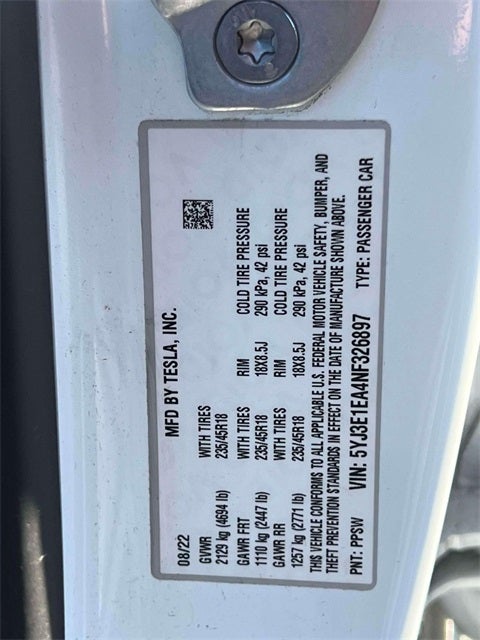 MFD BY TESLA, INC.
08/22
GVWR WITH TIRES RIM COLD TIRE PRESSURE
2129 kg (4694 lb) 235/45R18 18X8.5J 290 kPa, 42 psi
GAWR FRT WITH TIRES RIM COLD TIRE PRESSURE
1110 kg (2447 lb) 235/45R18 18X8.5J 290 kPa, 42 psi
GAWR RR
1257 kg (2771 lb) 235/45R18
THIS VEHICLE CONFORMS TO ALL APPLICABLE U.S. FEDERAL MOTOR VEHICLE SAFETY, BUMPER, AND
THEFT PREVENTION STANDARDS IN EFFECT ON THE DATE OF MANUFACTURE SHOWN ABOVE.
PNT: PPSW VIN: 5YJ3E1EA4NF326897 TYPE: PASSENGER CAR